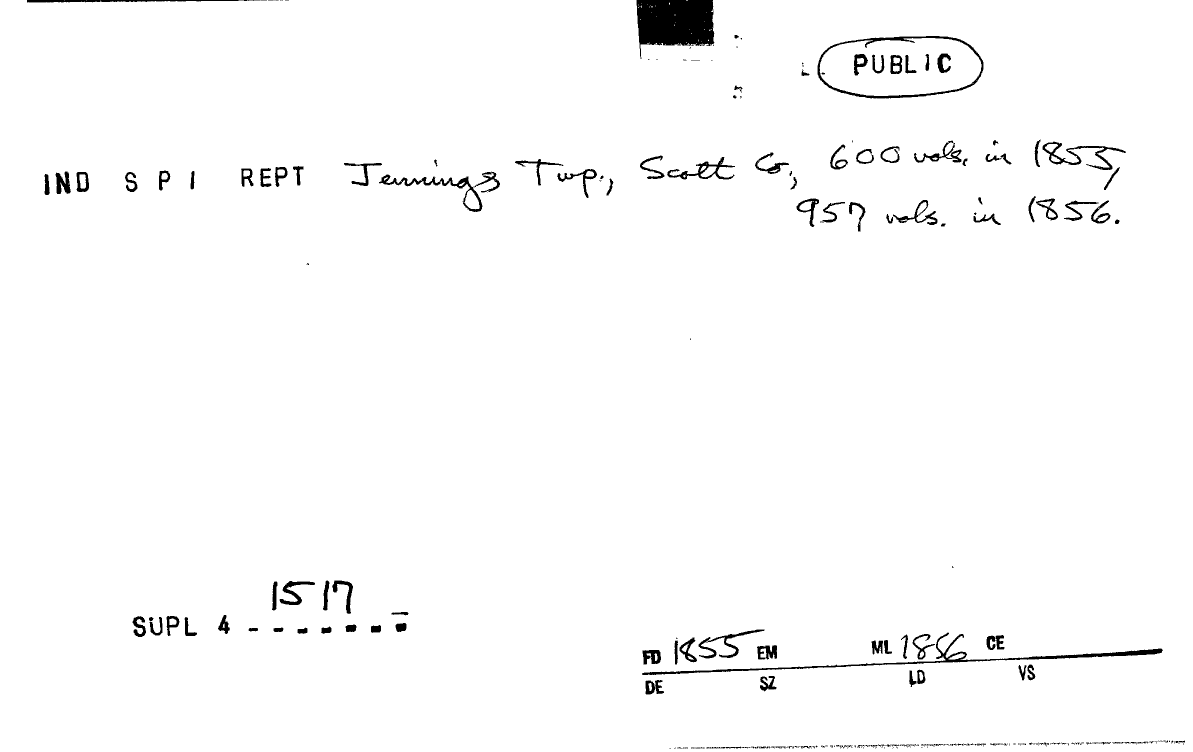 PUBLIC
IND S P I REPT Jennings Twp., Scott Co., 600 vols. in 1855,
957 vols. in 1856.
1517
SUPL 4 - - - - - - -
FD 1855 EM ML 1856 CE
DE SZ LD VS